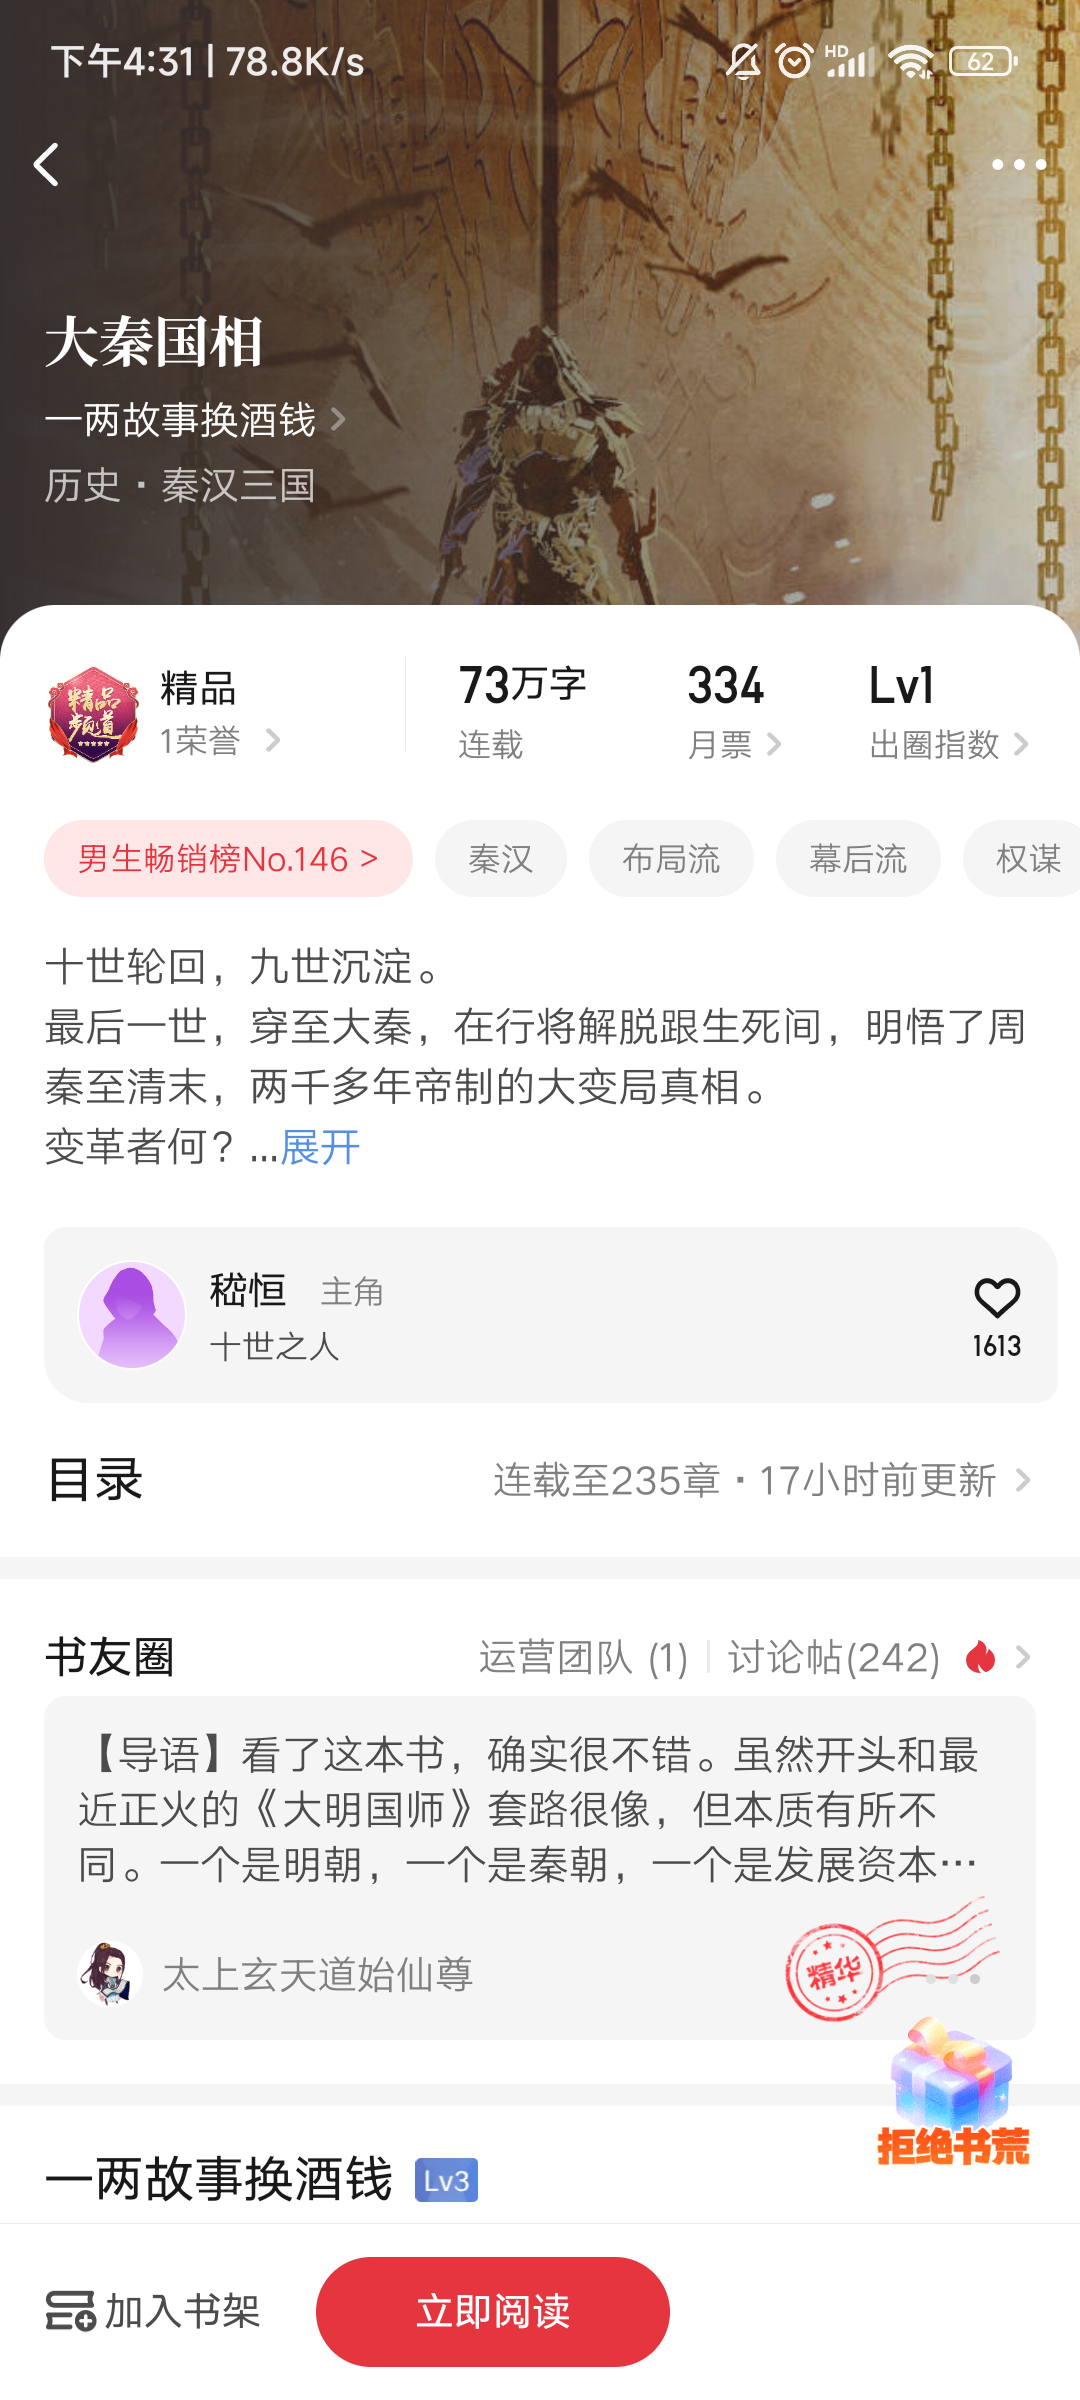 下午4:31 | 78.8K/s
HD
62
大秦国相
一两故事换酒钱
历史·秦汉三国
精品频道
精品
1荣誉
73万字
连载
334
月票
Lv1
出圈指数
男生畅销榜No.146 >
秦汉
布局流
幕后流
权谋
十世轮回，九世沉淀。
最后一世，穿至大秦，在行将解脱跟生死间，明悟了周
秦至清末，两千多年帝制的大变局真相。
变革者何？...展开
嵇恒
主角
十世之人
1613
目录
连载至235章·17小时前更新
书友圈
运营团队 (1)
讨论帖(242)
【导语】看了这本书，确实很不错。虽然开头和最
近正火的《大明国师》套路很像，但本质有所不
同。一个是明朝，一个是秦朝，一个是发展资本…
太上玄天道始仙尊
精华
拒绝书荒
一两故事换酒钱
Lv3
加入书架
立即阅读